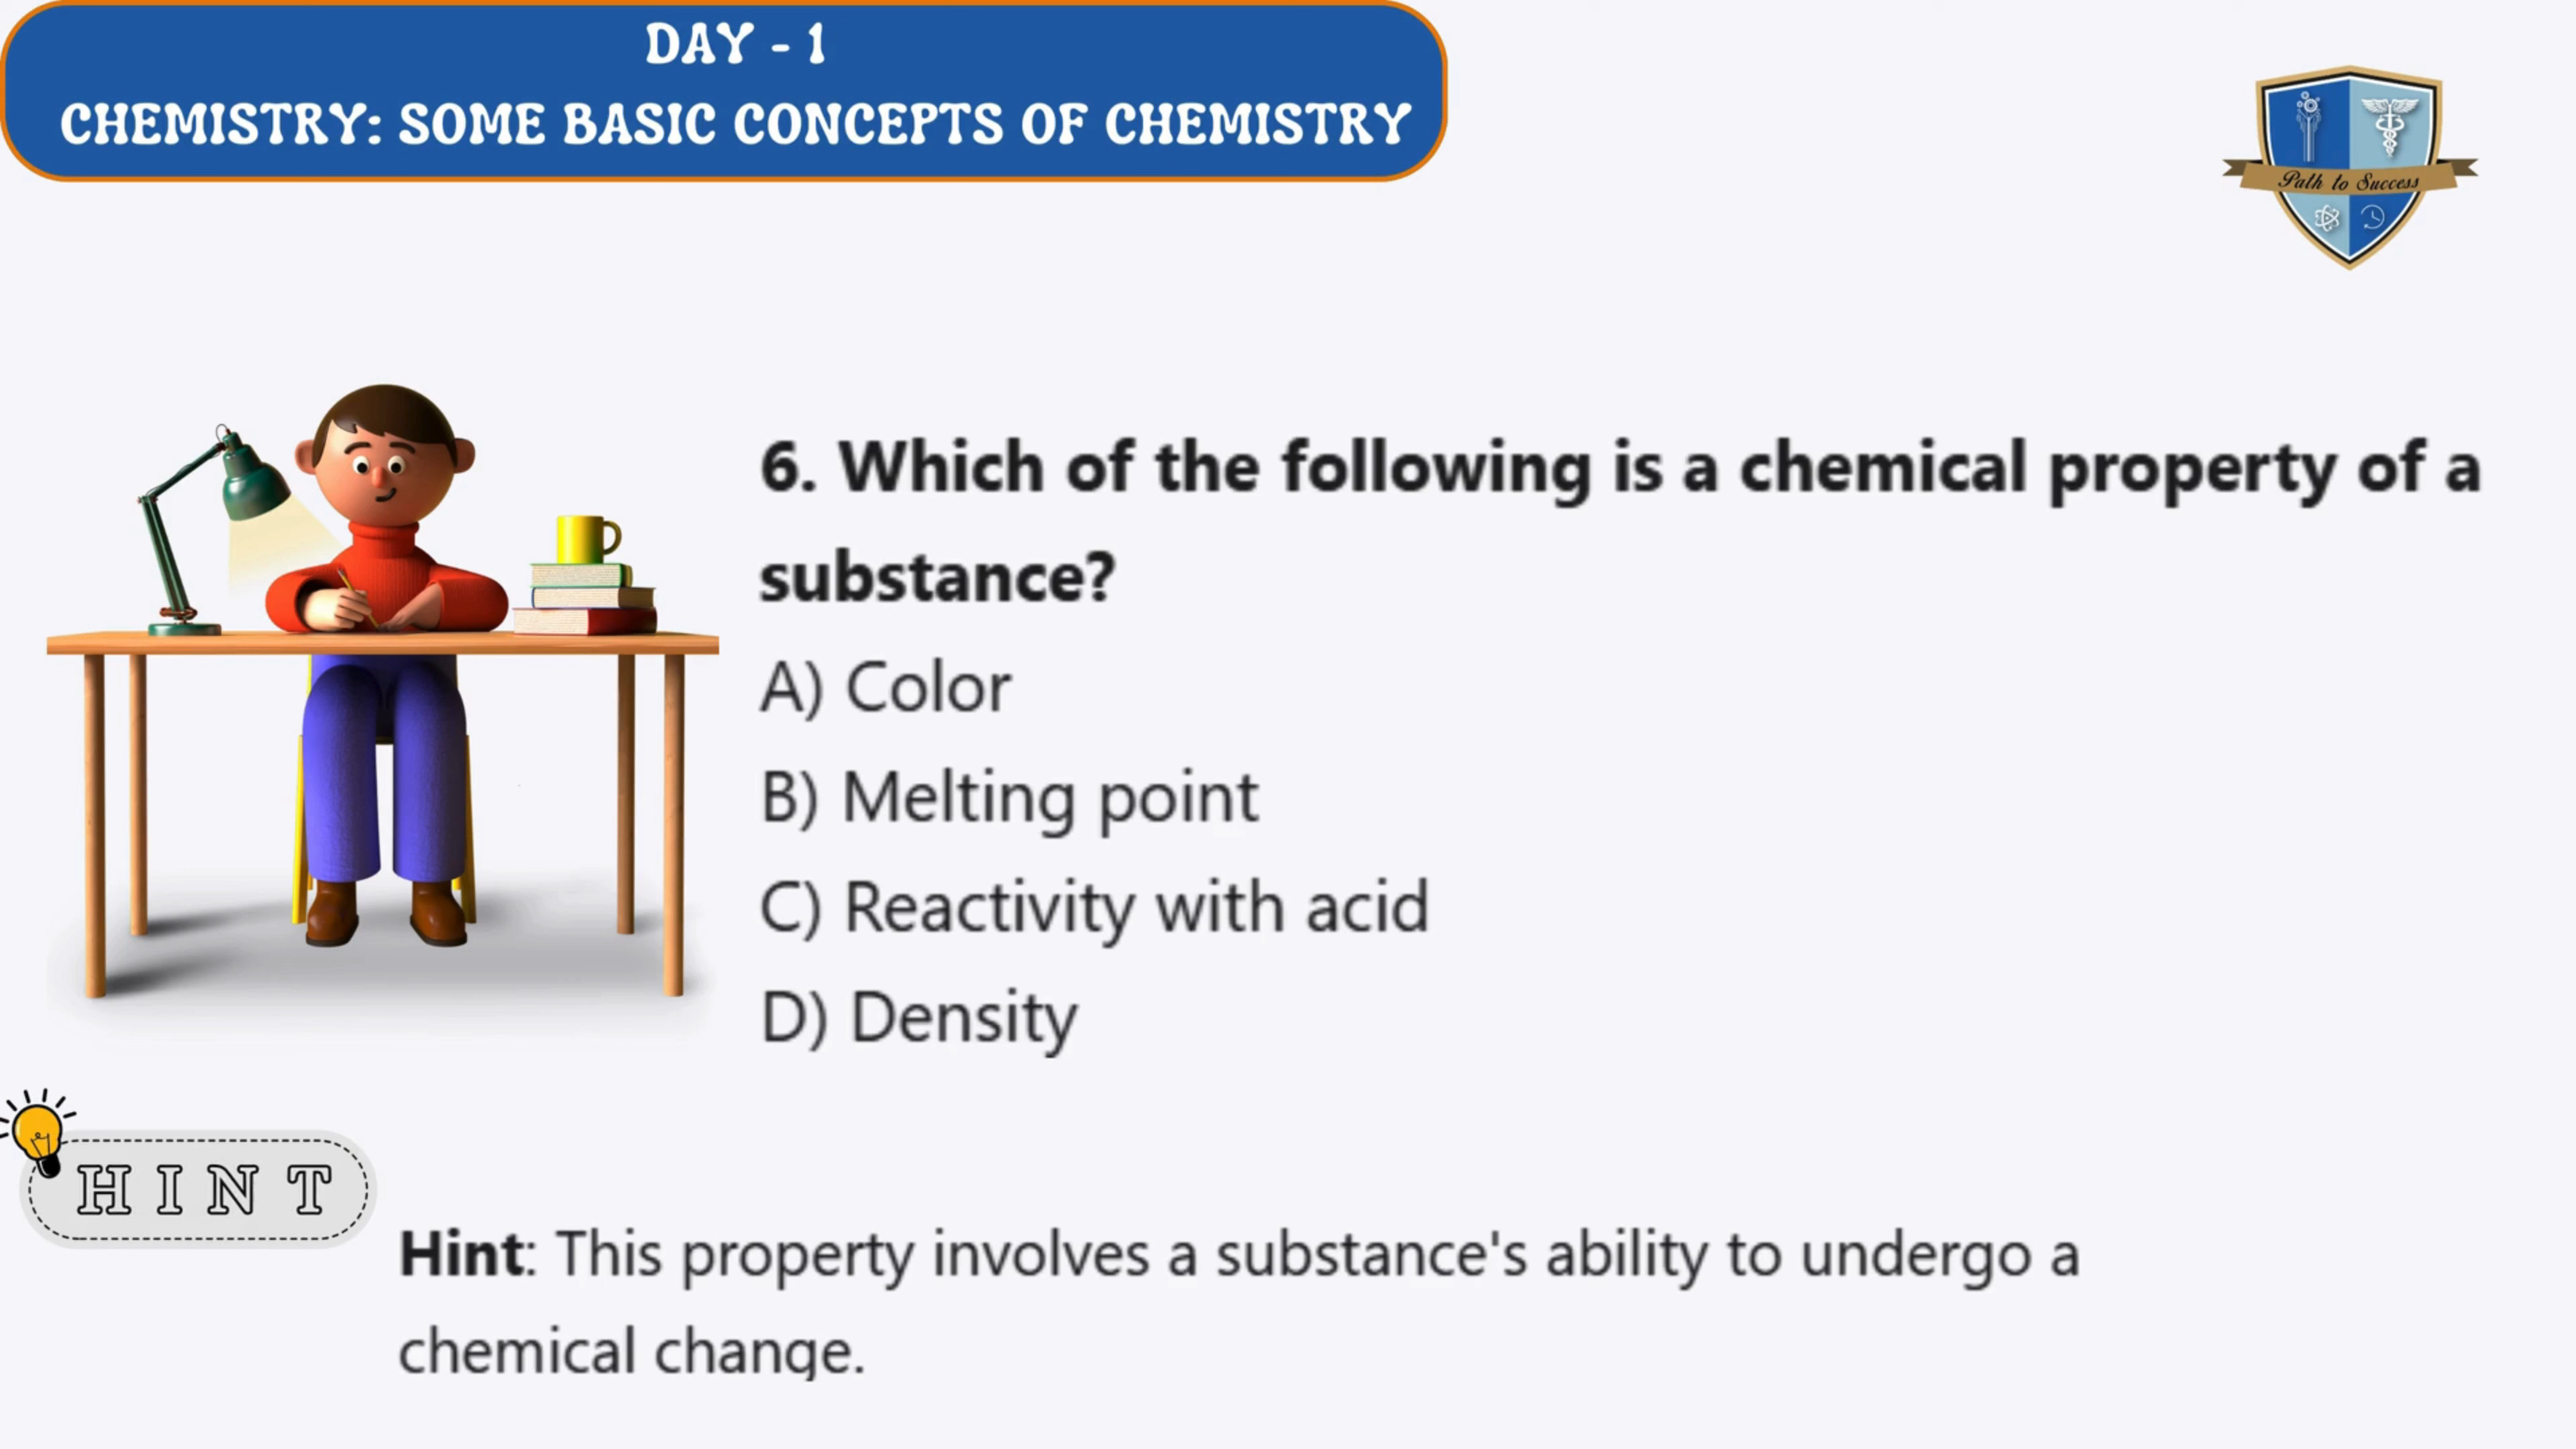 DAY - 1
CHEMISTRY: SOME BASIC CONCEPTS OF CHEMISTRY
Path to Success
6. Which of the following is a chemical property of a
substance?
A) Color
B) Melting point
C) Reactivity with acid
D) Density
HINT
Hint: This property involves a substance's ability to undergo a
chemical change.